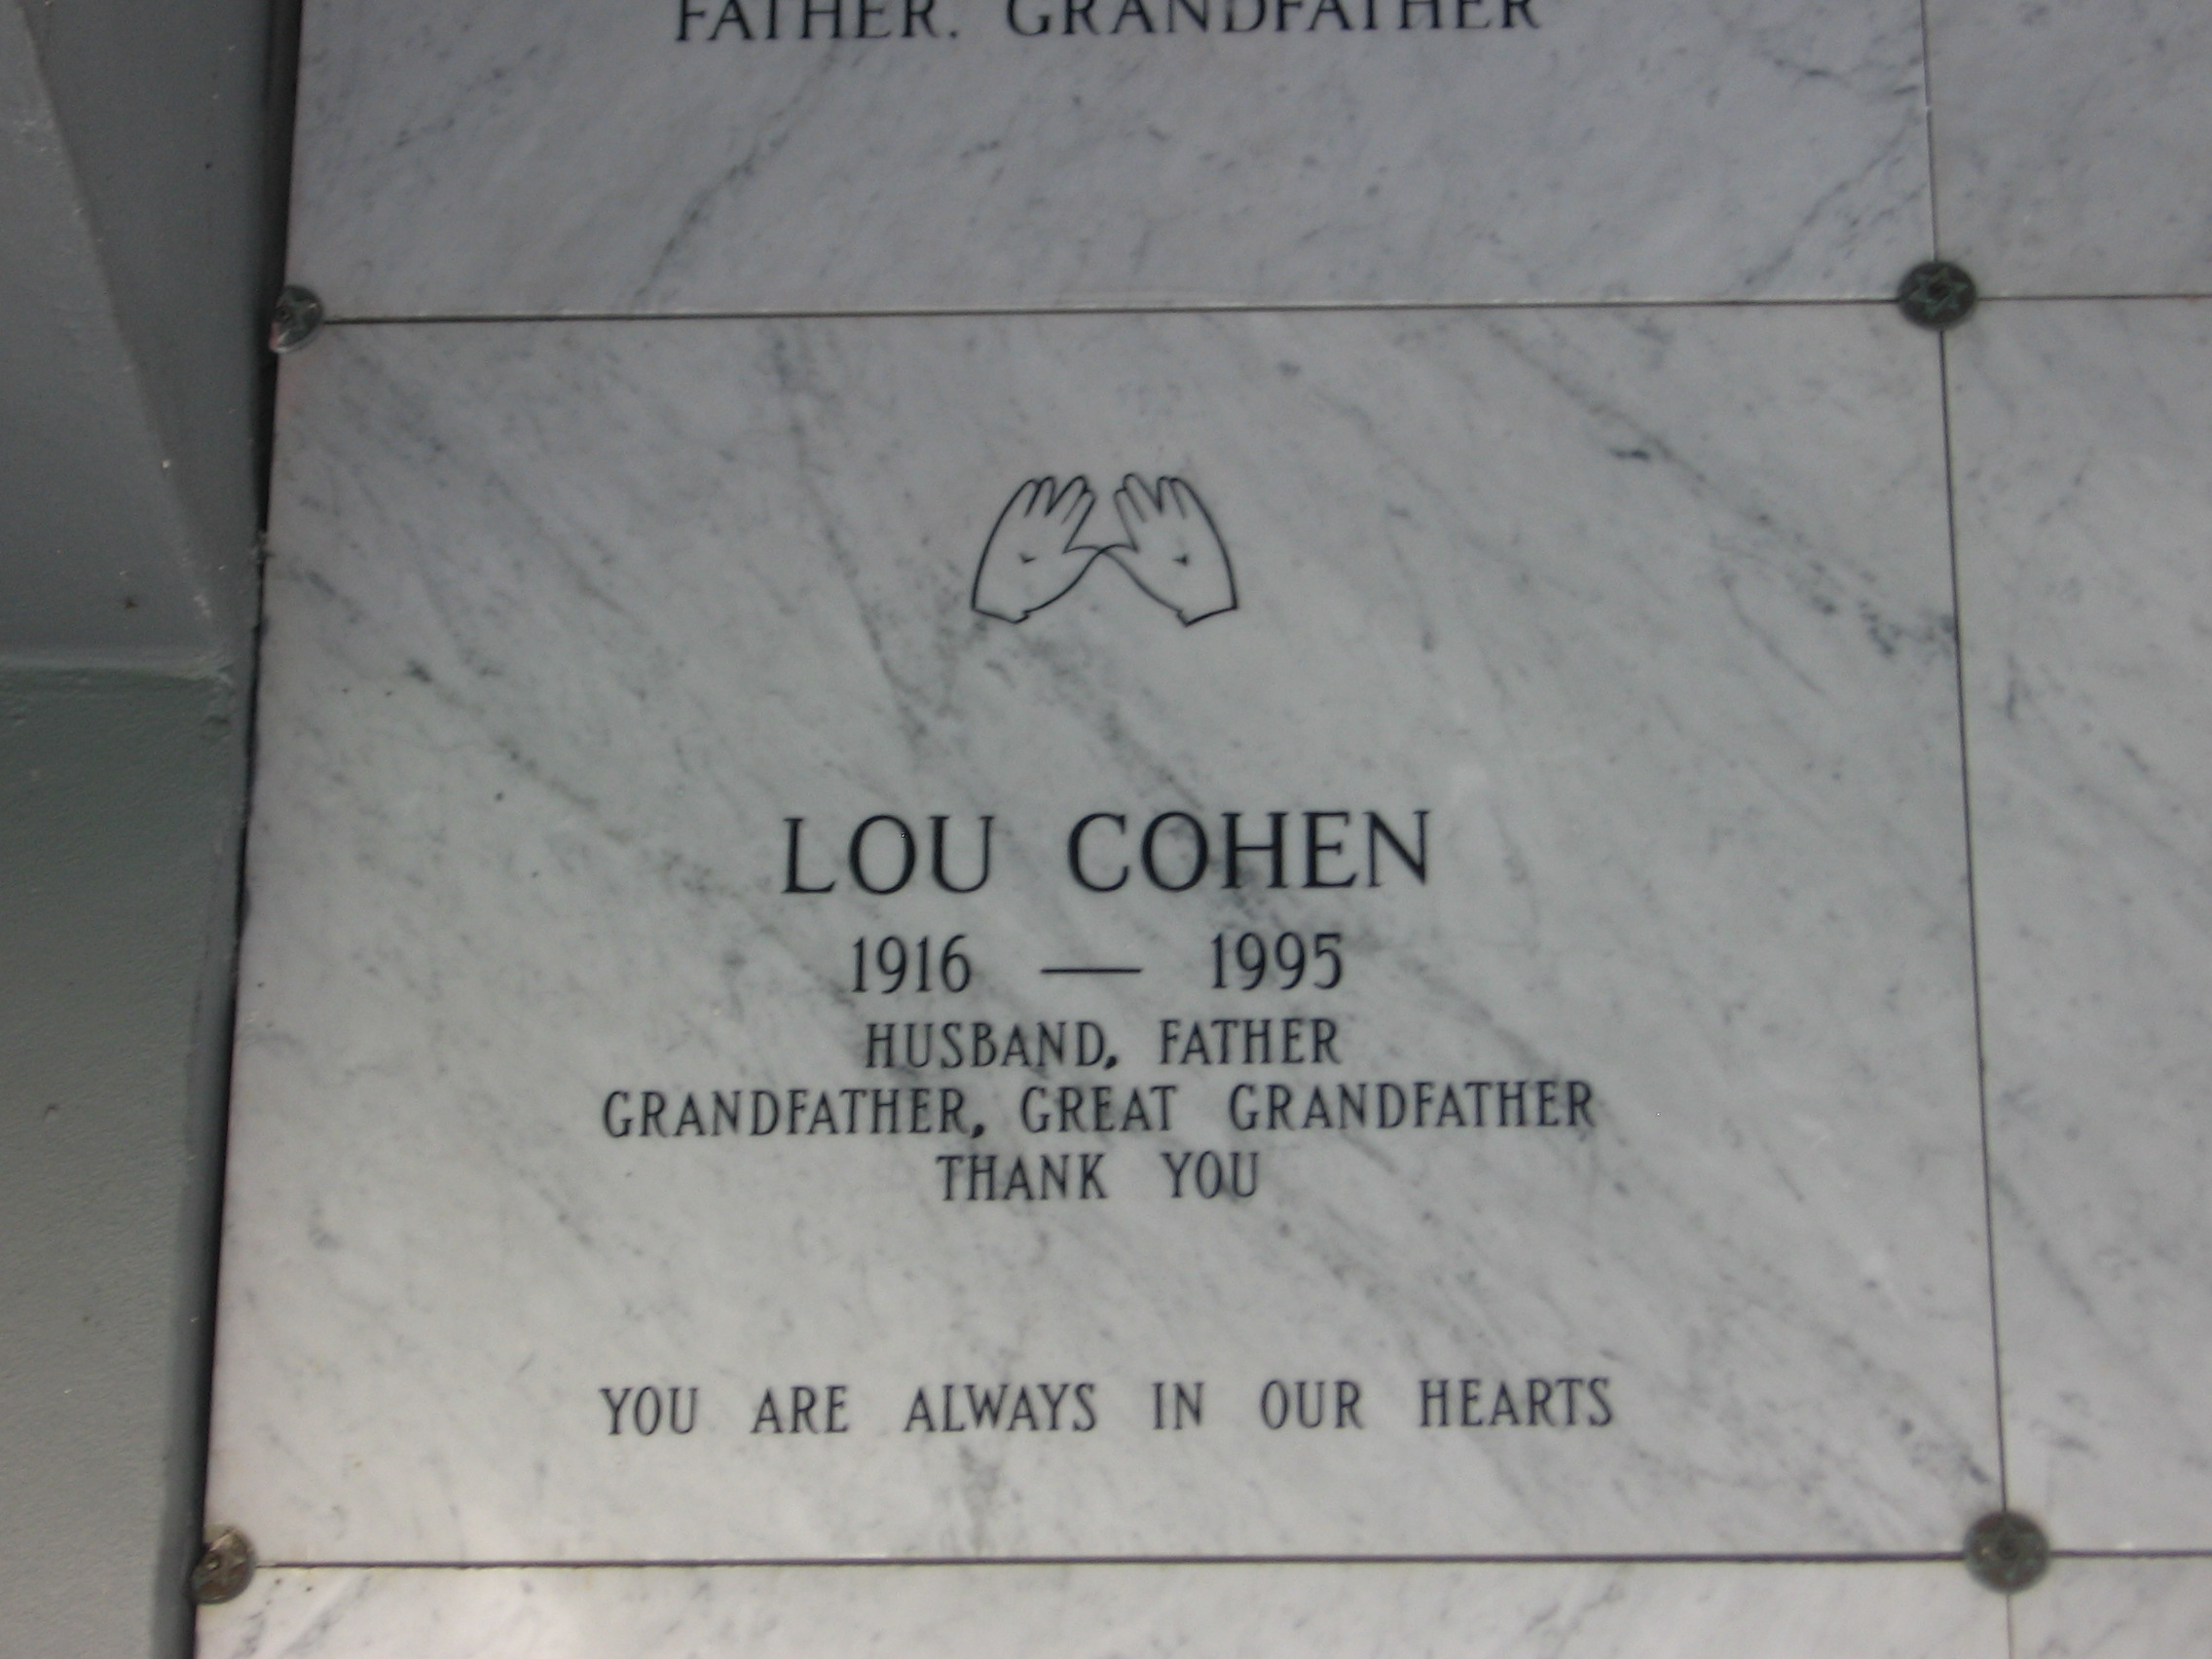 FATHER, GRANDFATHER
LOU COHEN
1916 — 1995
HUSBAND, FATHER
GRANDFATHER, GREAT GRANDFATHER
THANK YOU
YOU ARE ALWAYS IN OUR HEARTS